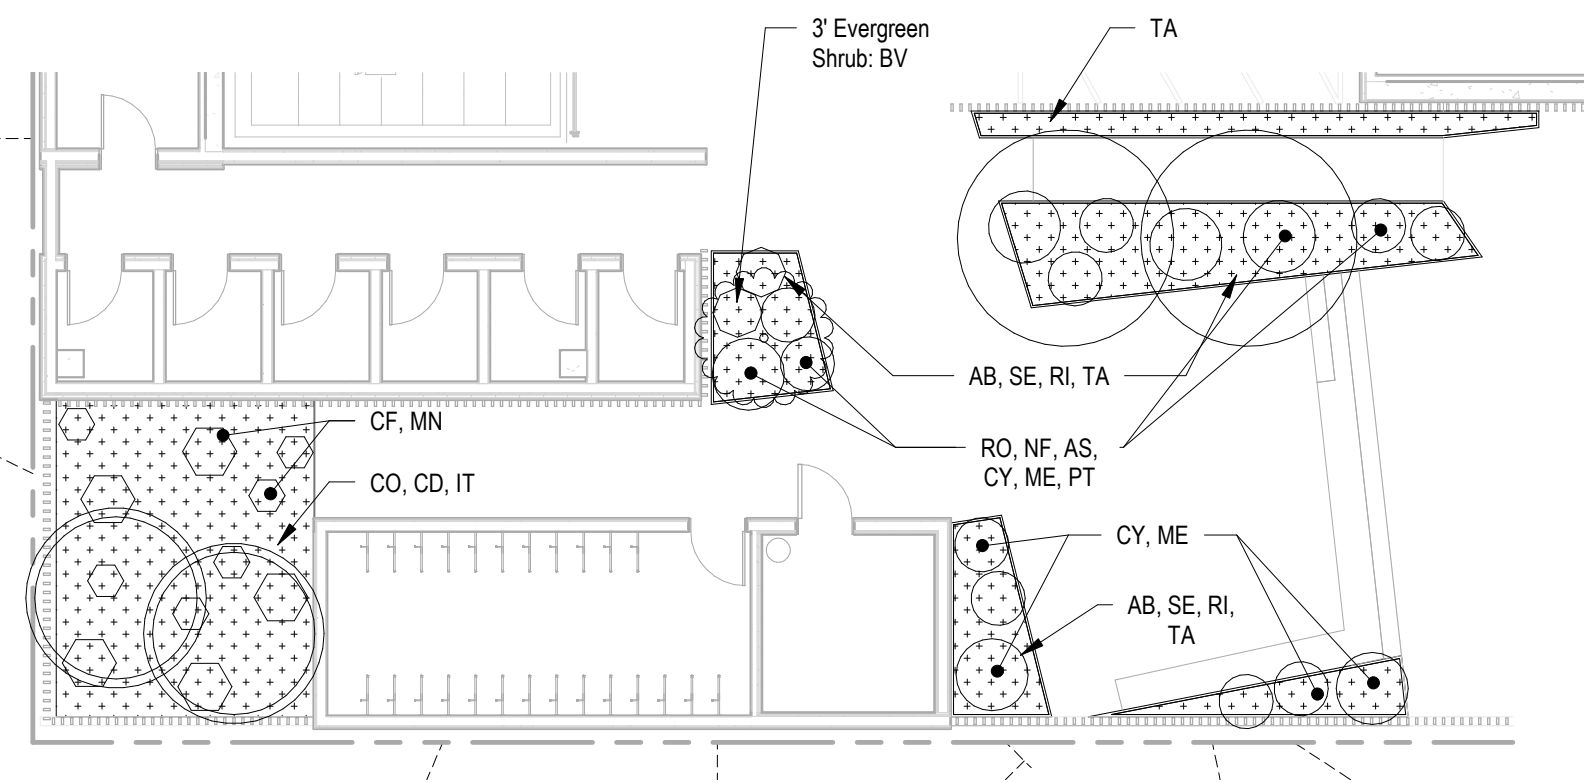 3' Evergreen
Shrub: BV
TA
AB, SE, RI, TA
CF, MN
RO, NF, AS,
CY, ME, PT
CO, CD, IT
CY, ME
AB, SE, RI,
TA